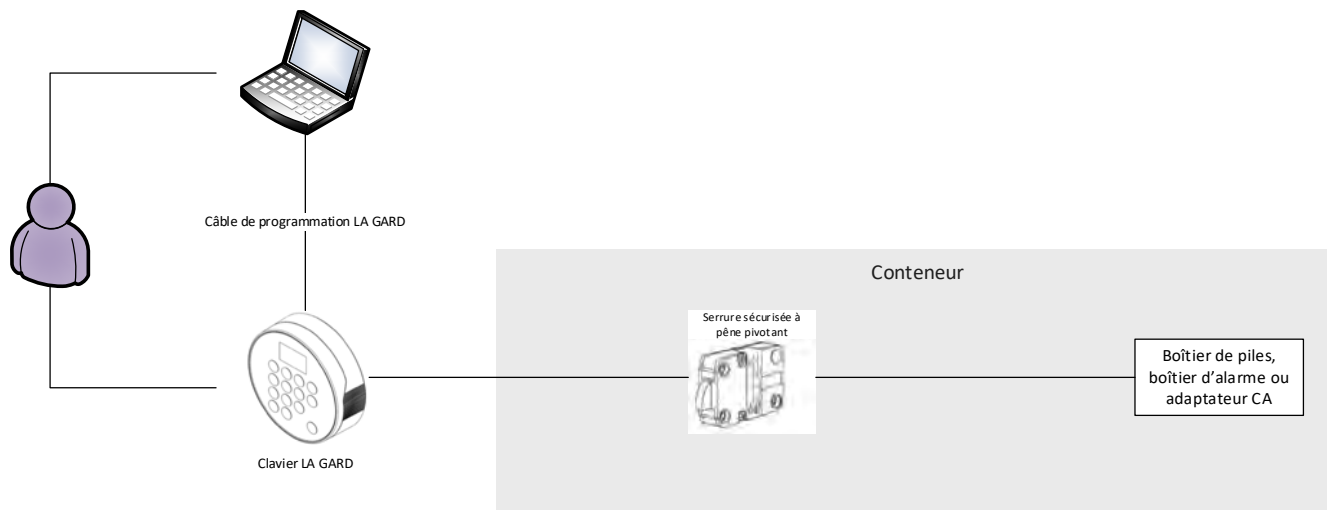 Câble de programmation LA GARD
Conteneur
Serrure sécurisée à
pêne pivotant
Boîtier de piles,
boîtier d’alarme ou
adaptateur CA
Clavier LA GARD